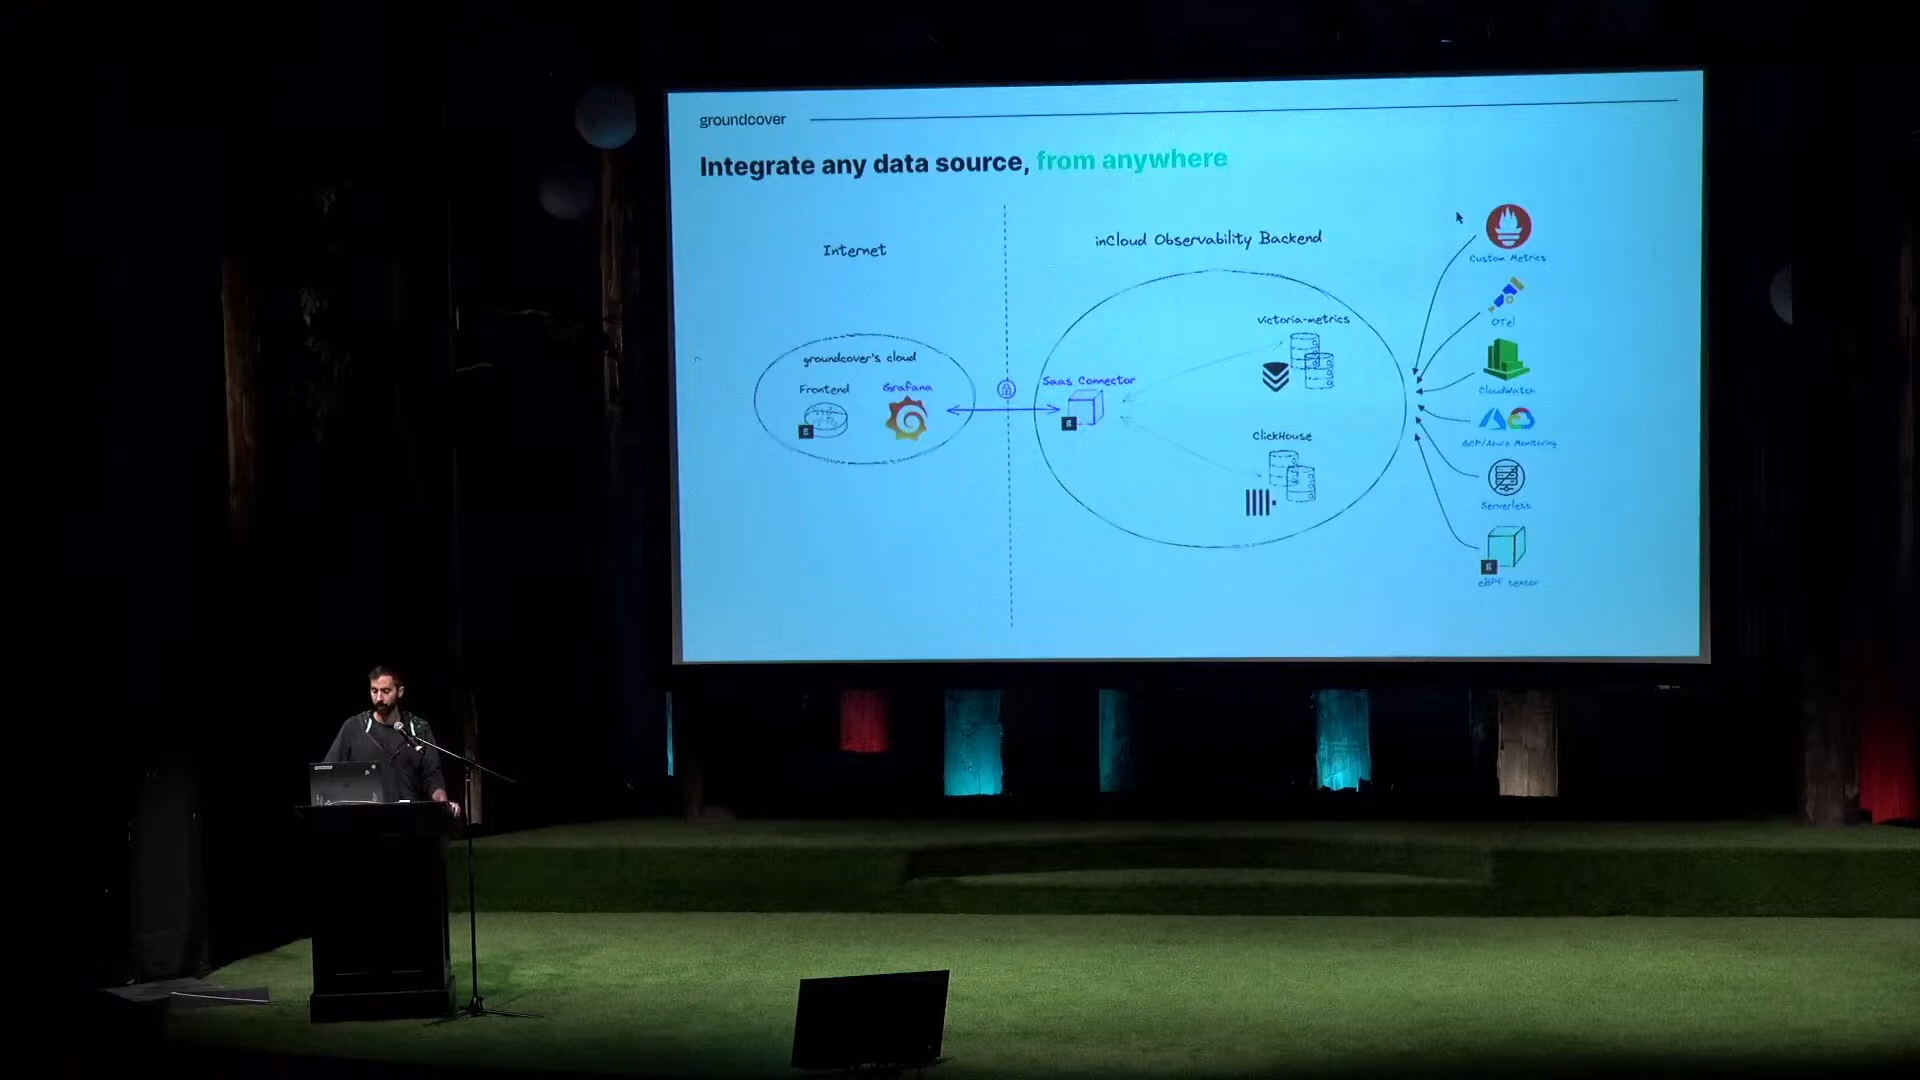 groundcover
Integrate any data source, from anywhere
Internet
inCloud Observability Backend
groundcover's cloud
Frontend
Grafana
g
SaaS Connector
g
victoria-metrics
ClickHouse
Custom Metrics
OTel
CloudWatch
GCP/Azure Monitoring
Serverless
g
eBPF sensor